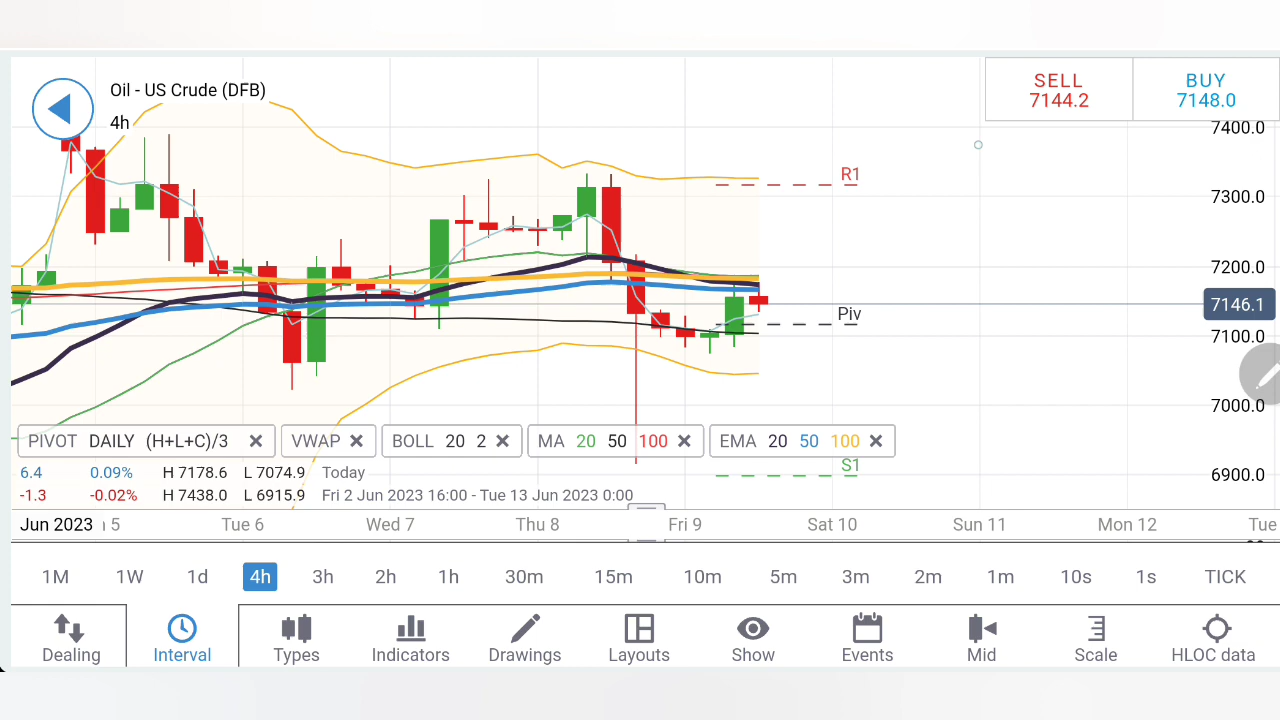 Oil - US Crude (DFB)
4h
SELL
7144.2
BUY
7148.0
7400.0
R1
7300.0
7200.0
7146.1
Piv
7100.0
7000.0
PIVOT DAILY (H+L+C)/3
VWAP
BOLL 20 2
MA 20 50 100
EMA 20 50 100
S1
6.4 0.09% H 7178.6 L 7074.9 Today
6900.0
-1.3 -0.02% H 7438.0 L 6915.9 Fri 2 Jun 2023 16:00 - Tue 13 Jun 2023 0:00
Jun 2023 5 Tue 6 Wed 7 Thu 8 Fri 9 Sat 10 Sun 11 Mon 12 Tue
1M 1W 1d 4h 3h 2h 1h 30m 15m 10m 5m 3m 2m 1m 10s 1s TICK
Dealing Interval Types Indicators Drawings Layouts Show Events Mid Scale HLOC data